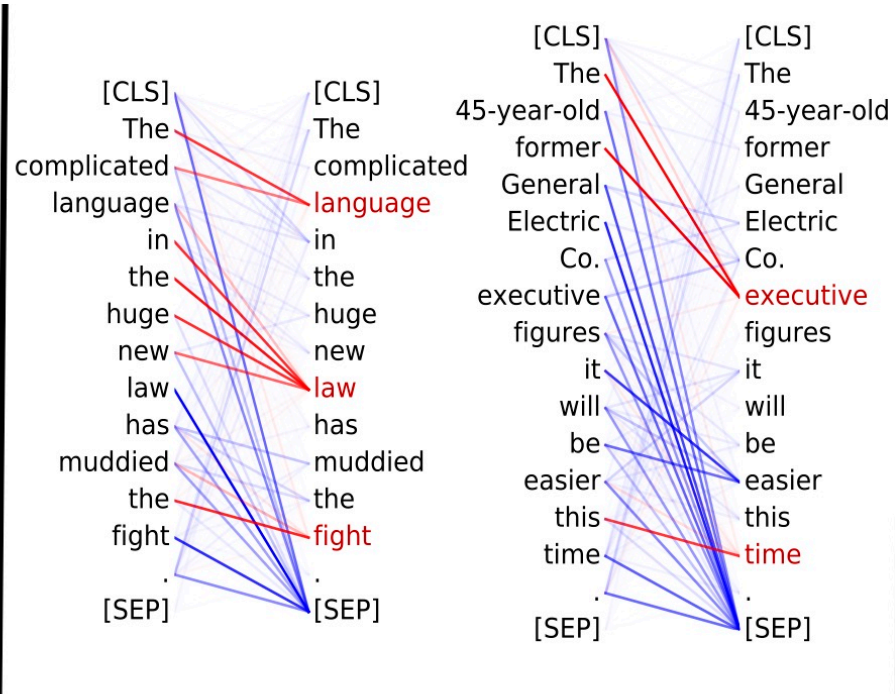 [CLS] [CLS]
The The
complicated complicated
language language
in in
the the
huge huge
new new
law law
has has
muddied muddied
the the
fight fight
. .
[SEP] [SEP]
[CLS] [CLS]
The The
45-year-old 45-year-old
former former
General General
Electric Electric
Co. Co.
executive executive
figures figures
it it
will will
be be
easier easier
this this
time time
. .
[SEP] [SEP]